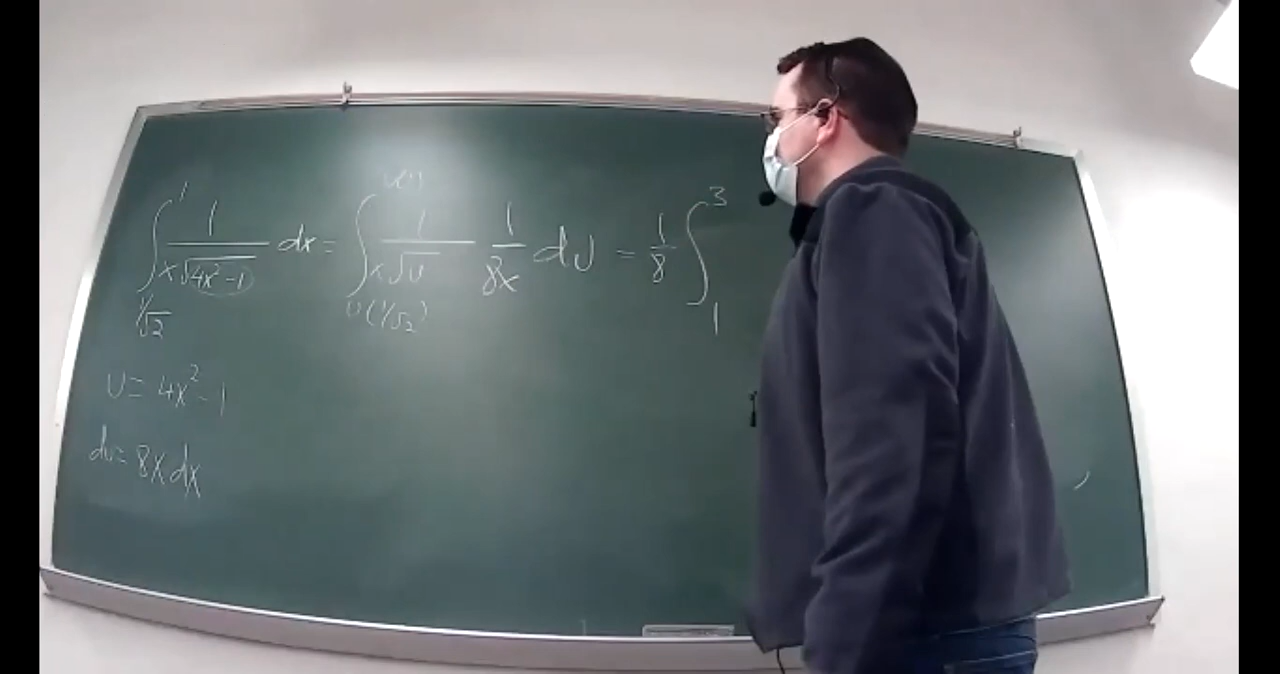 ∫_{1/√2}^{1} 1/(x√(4x²-1)) dx = ∫_{U(1/√2)}^{U(1)} 1/(x√U) 1/(8x) dU = 1/8 ∫_{1}^{3}
U = 4x² - 1
du = 8x dx